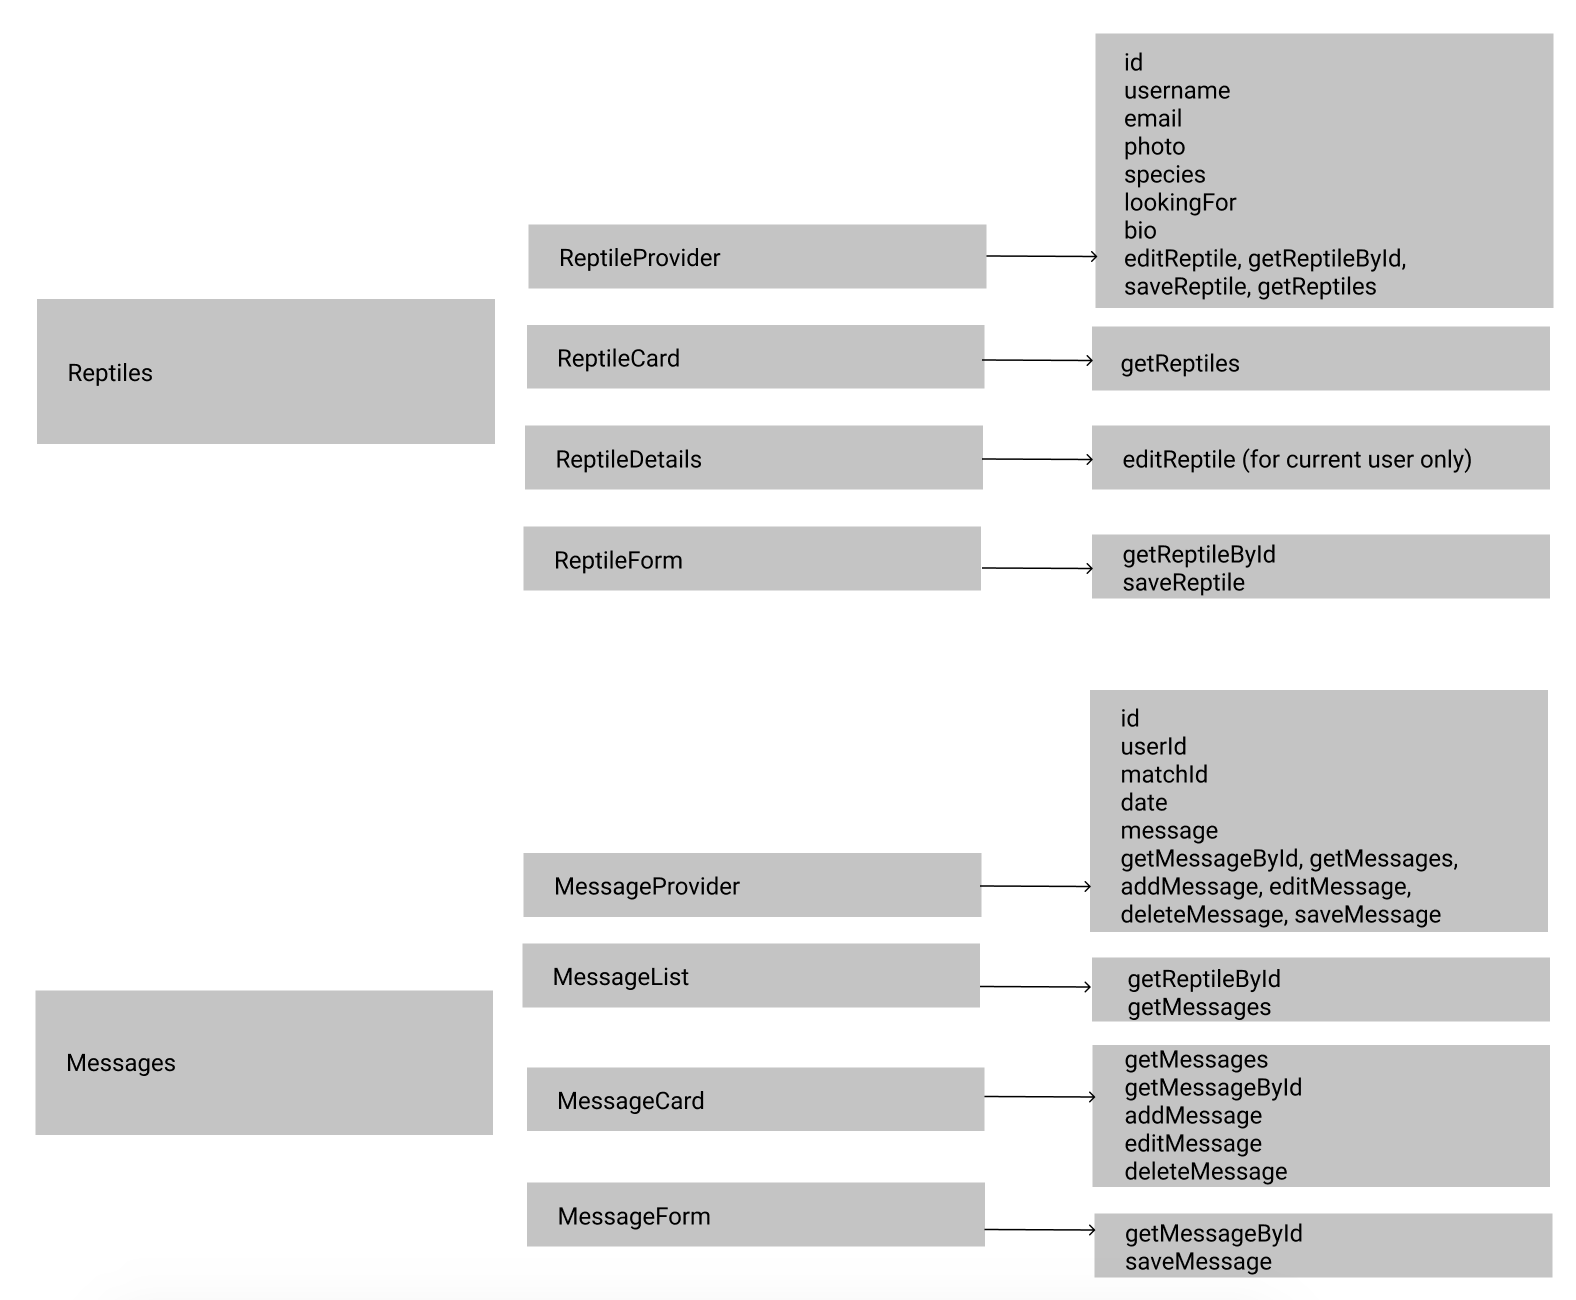 Reptiles
ReptileProvider
id
username
email
photo
species
lookingFor
bio
editReptile, getReptileById,
saveReptile, getReptiles
ReptileCard
getReptiles
ReptileDetails
editReptile (for current user only)
ReptileForm
getReptileById
saveReptile
Messages
MessageProvider
id
userId
matchId
date
message
getMessageById, getMessages,
addMessage, editMessage,
deleteMessage, saveMessage
MessageList
getReptileById
getMessages
MessageCard
getMessages
getMessageById
addMessage
editMessage
deleteMessage
MessageForm
getMessageById
saveMessage